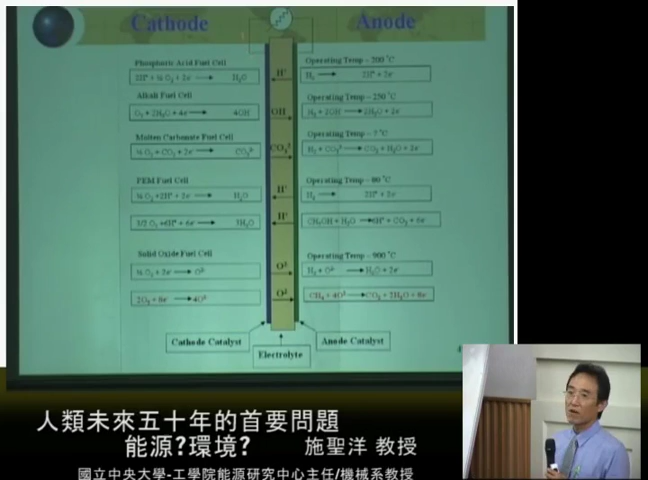 Cathode
Anode
Phosphoric Acid Fuel Cell
Operating Temp ~ 200 °C
2H⁺ + ½ O₂ + 2e⁻ → H₂O
H⁺
H₂ → 2H⁺ + 2e⁻
Alkali Fuel Cell
Operating Temp ~ 250 °C
O₂ + 2H₂O + 4e⁻ → 4OH⁻
OH⁻
Molten Carbonate Fuel Cell
Operating Temp ~ ? °C
½ O₂ + CO₂ + 2e⁻ → CO₃²⁻
CO₃²⁻
H₂ + CO₃²⁻ → CO₂ + H₂O + 2e⁻
PEM Fuel Cell
Operating Temp ~ 80 °C
½ O₂ + 2H⁺ + 2e⁻ → H₂O
H⁺
H₂ → 2H⁺ + 2e⁻
3/2 O₂ + 6H⁺ + 6e⁻ → 3H₂O
H⁺
CH₃OH + H₂O → 6H⁺ + CO₂ + 6e⁻
Solid Oxide Fuel Cell
Operating Temp ~ 900 °C
½ O₂ + 2e⁻ → O²⁻
O²⁻
H₂ + O²⁻ → H₂O + 2e⁻
2O₂ + 8e⁻ → 4O²⁻
O²⁻
CH₄ + 4O²⁻ → CO₂ + 2H₂O + 8e⁻
Cathode Catalyst
Anode Catalyst
Electrolyte
人類未來五十年的首要問題
能源?環境? 施聖洋 教授
國立中央大學-工學院能源研究中心主任/機械系教授